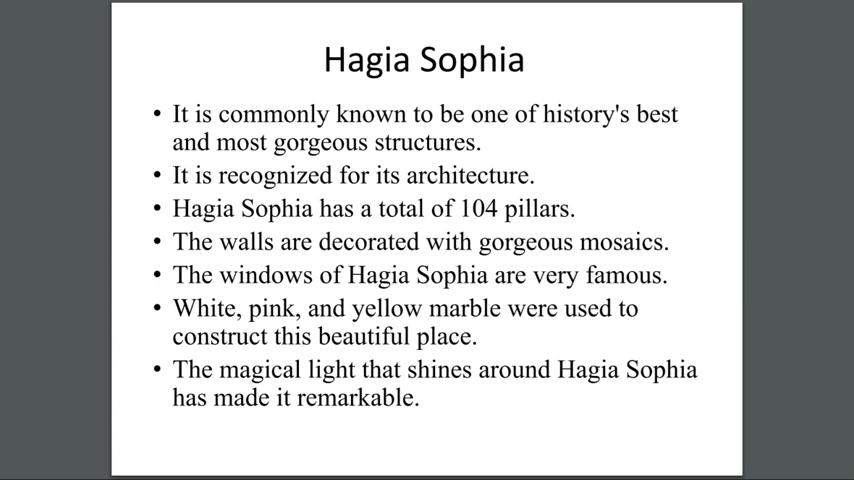 Hagia Sophia
• It is commonly known to be one of history's best
and most gorgeous structures.
• It is recognized for its architecture.
• Hagia Sophia has a total of 104 pillars.
• The walls are decorated with gorgeous mosaics.
• The windows of Hagia Sophia are very famous.
• White, pink, and yellow marble were used to
construct this beautiful place.
• The magical light that shines around Hagia Sophia
has made it remarkable.